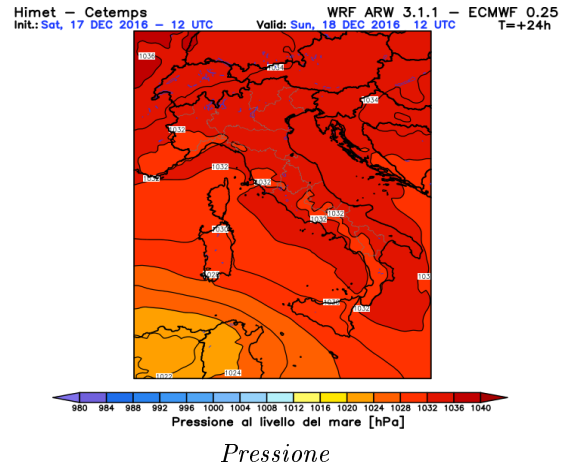 Himet – Cetemps WRF ARW 3.1.1 – ECMWF 0.25
Init.: Sat, 17 DEC 2016 – 12 UTC Valid: Sun, 18 DEC 2016 12 UTC T=+24h
1036
1034
1034
1032
1032
1032
1032
1032
1032
1032
1024
980 984 988 992 996 1000 1004 1008 1012 1016 1020 1024 1028 1032 1036 1040
Pressione al livello del mare [hPa]
Pressione